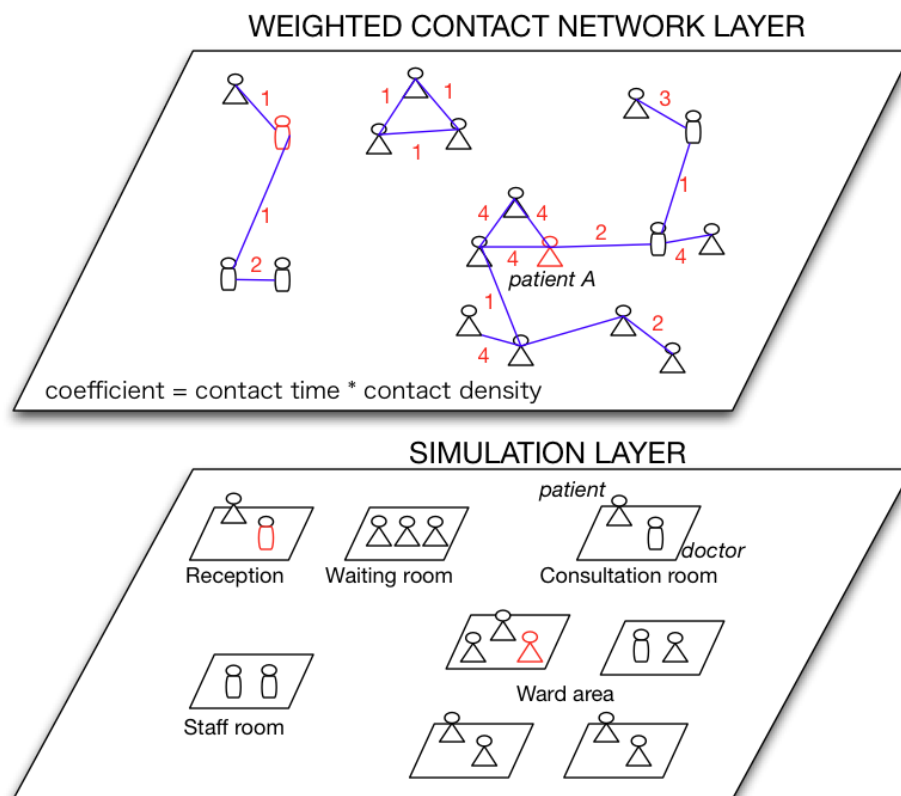 WEIGHTED CONTACT NETWORK LAYER
1
1
1
3
1
1
1
4
4
2
4
4
patient A
2
1
2
4
coefficient = contact time * contact density
SIMULATION LAYER
patient
doctor
Reception
Waiting room
Consultation room
Ward area
Staff room